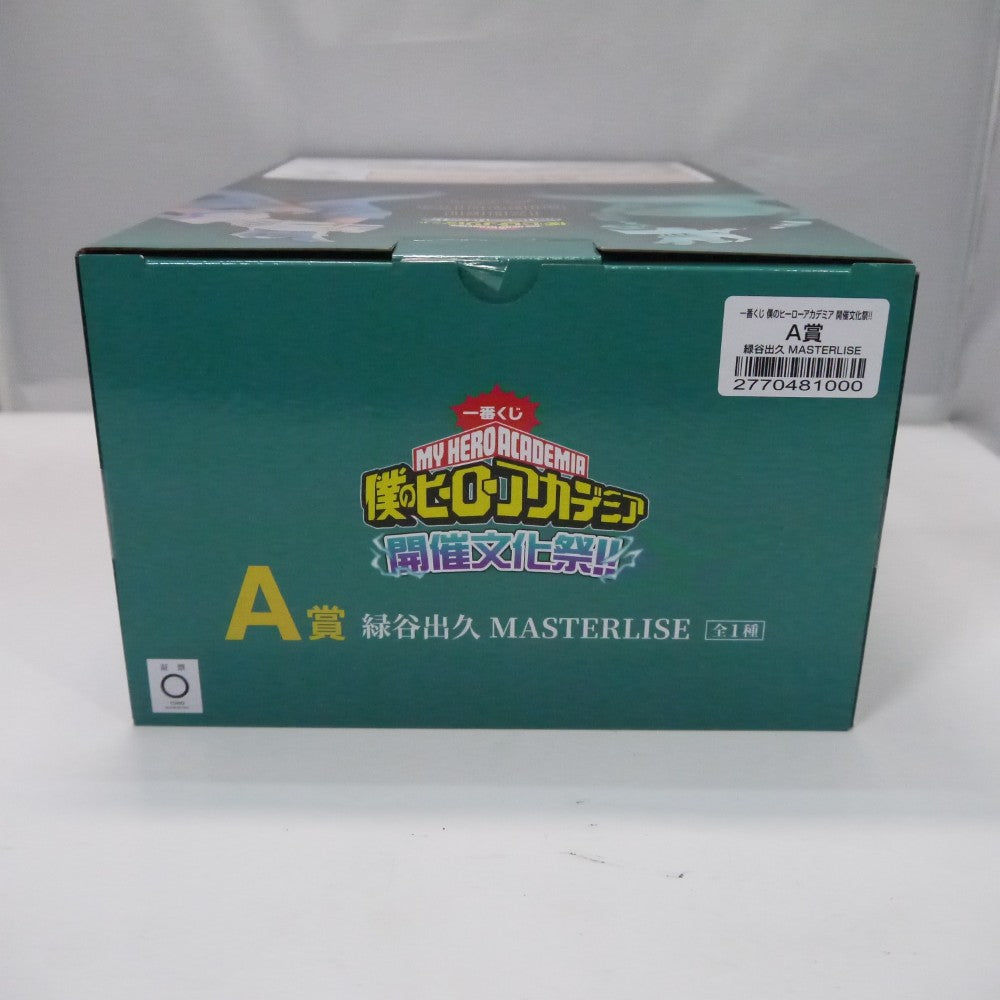 一番くじ 僕のヒーローアカデミア 開催文化祭!!
A賞
緑谷出久 MASTERLISE
2770481000
一番くじ
MY HERO ACADEMIA
僕のヒーローアカデミア
開催文化祭!!
A賞 緑谷出久 MASTERLISE 全1種
証票